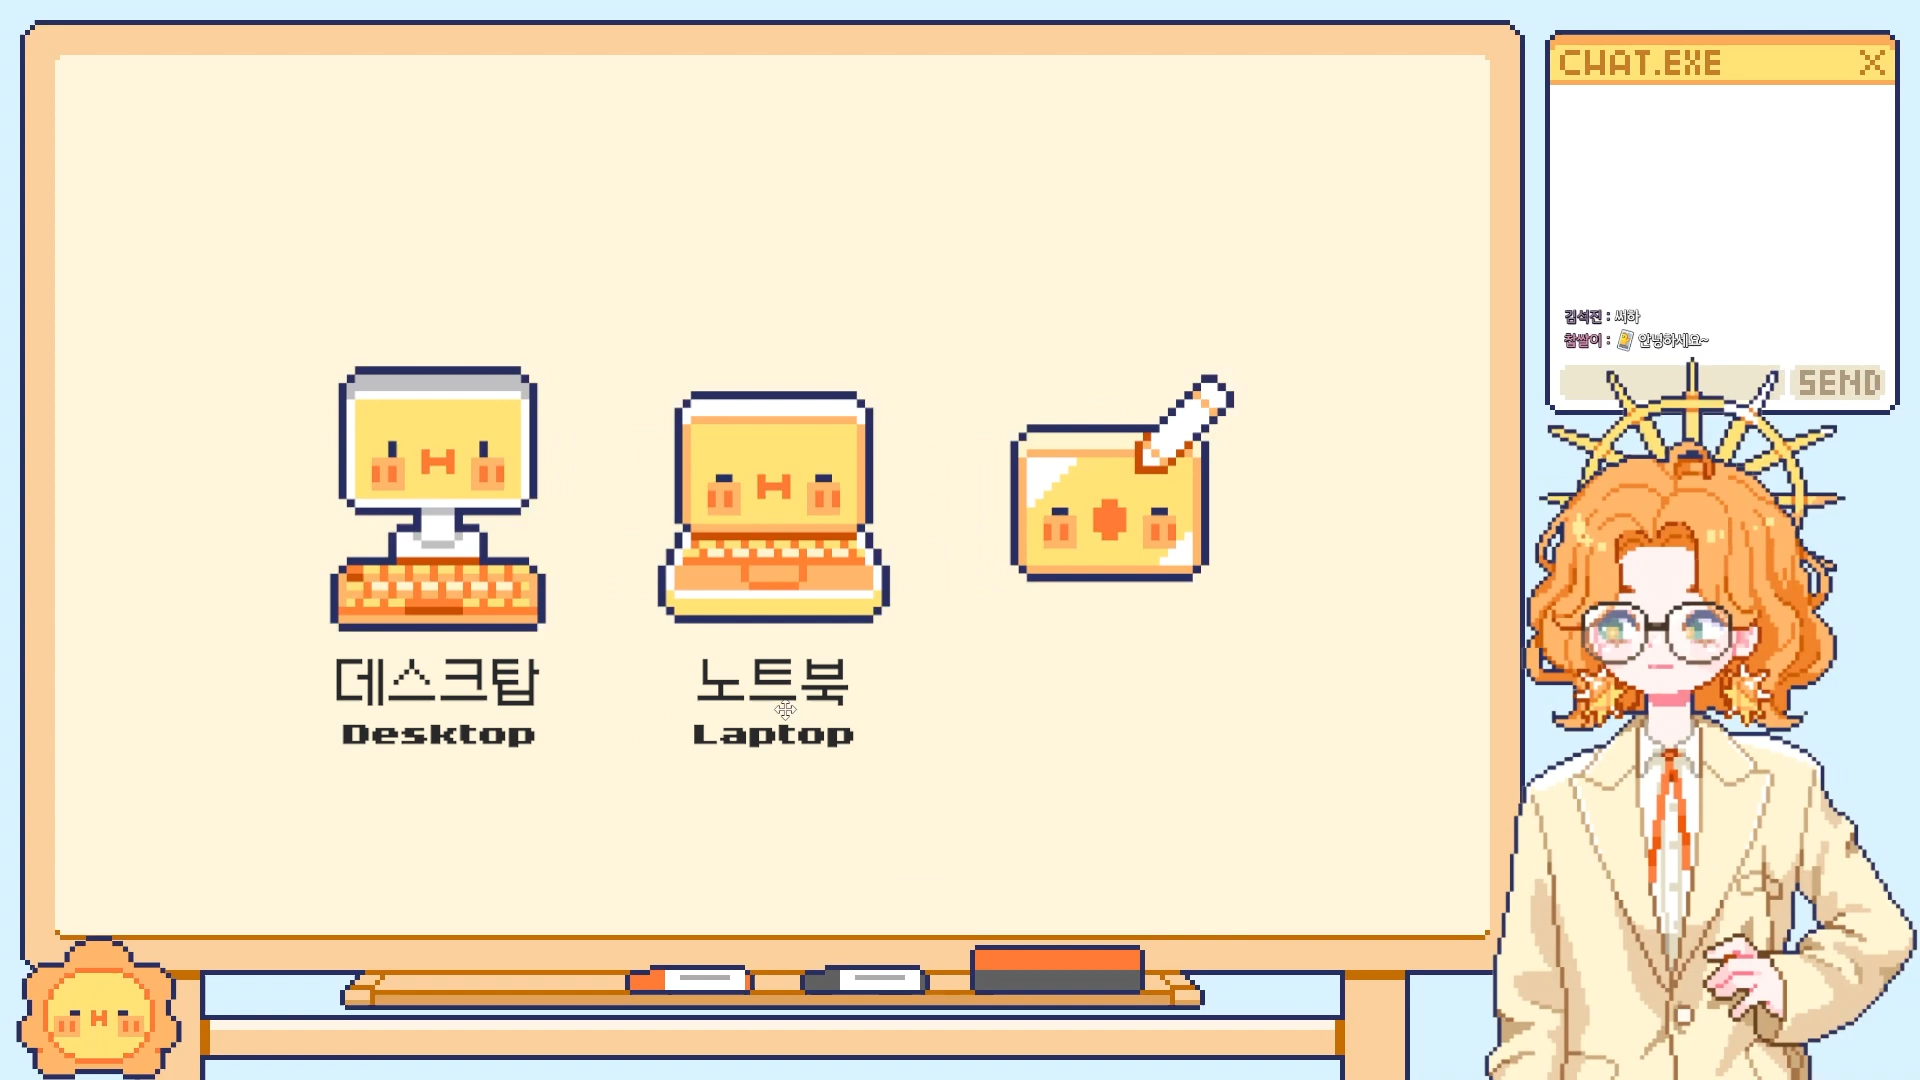 CHAT.EXE X
김석진 : 써하
참쌀이 : 안녕하세요~
SEND
데스크탑
Desktop
노트북
Laptop